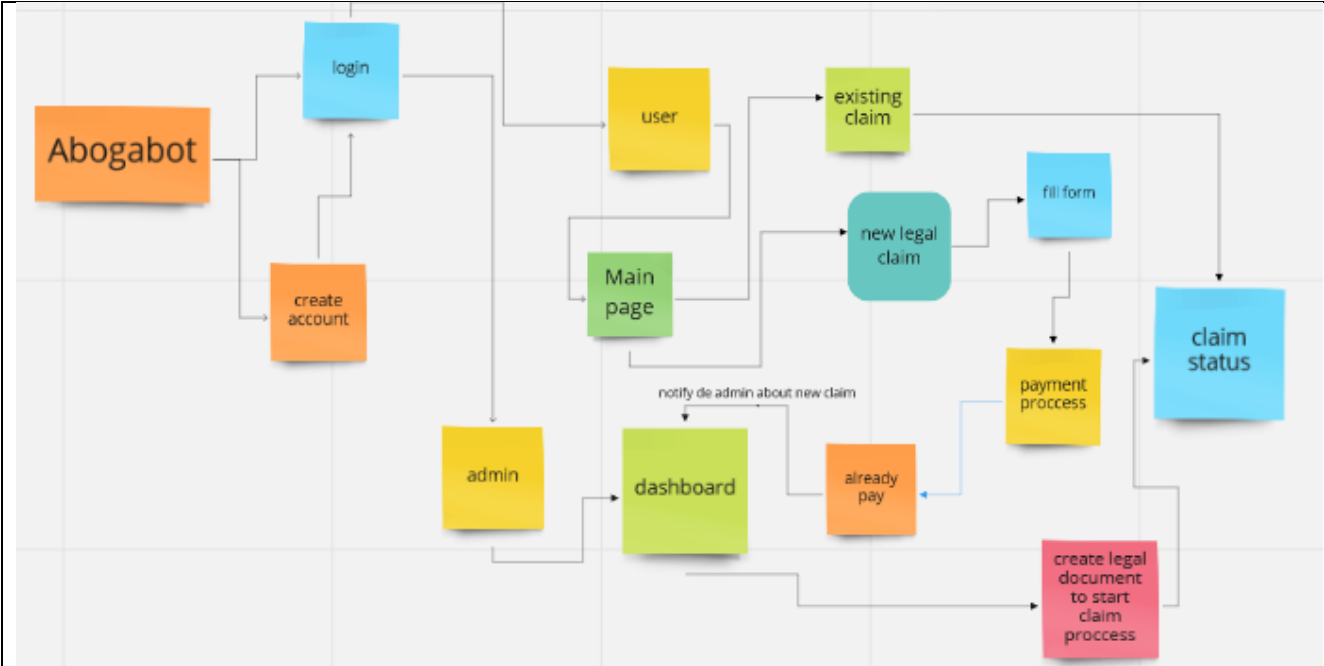 Abogabot
login
create
account
user
Main
page
existing
claim
new legal
claim
fill form
payment
proccess
claim
status
notify de admin about new claim
admin
dashboard
already
pay
create legal
document
to start
claim
proccess